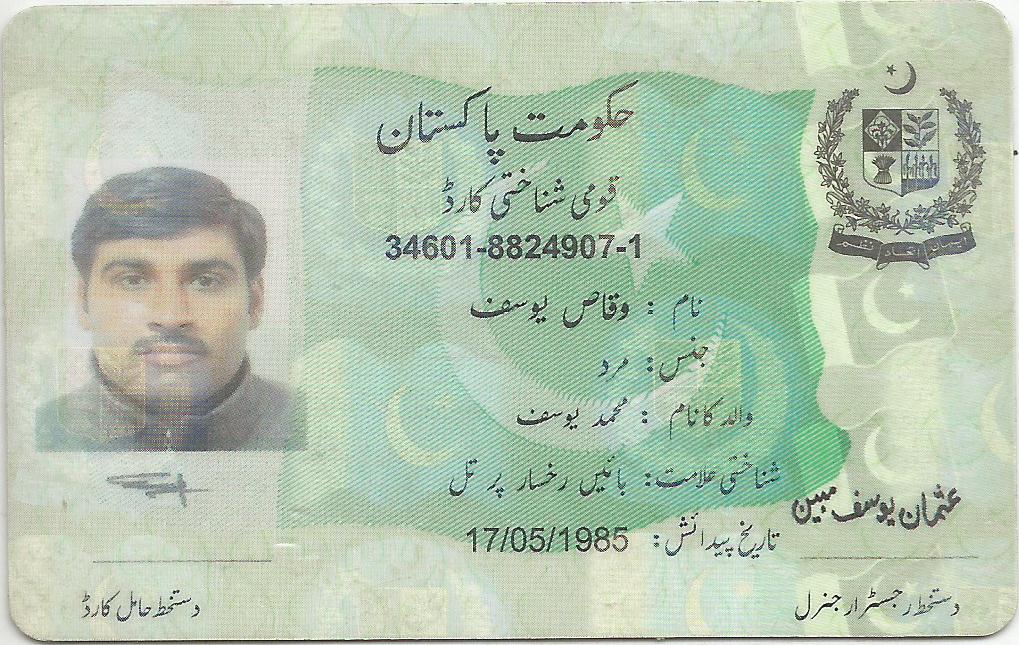 حکومت پاکستان
قومی شناختی کارڈ
34601-8824907-1
نام : وقاص یوسف
جنس: مرد
والد کا نام : محمد یوسف
شناختی علامت: بائیں رخسار پر تل
تاریخ پیدائش: 17/05/1985
ایمان اتحاد نظم
عثمان یوسف مبین
دستخط حامل کارڈ
دستخط رجسٹرار جنرل